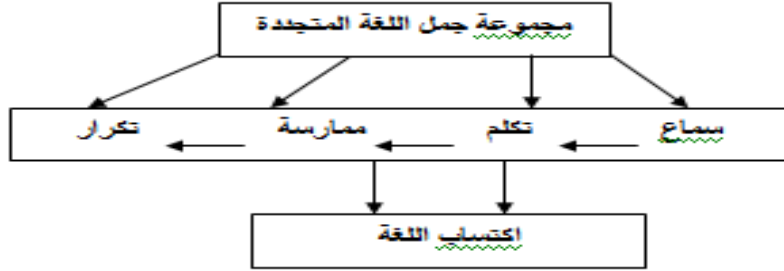 مجموعة جمل اللغة المتجددة
سماع تكلم ممارسة تكرار
اكتساب اللغة